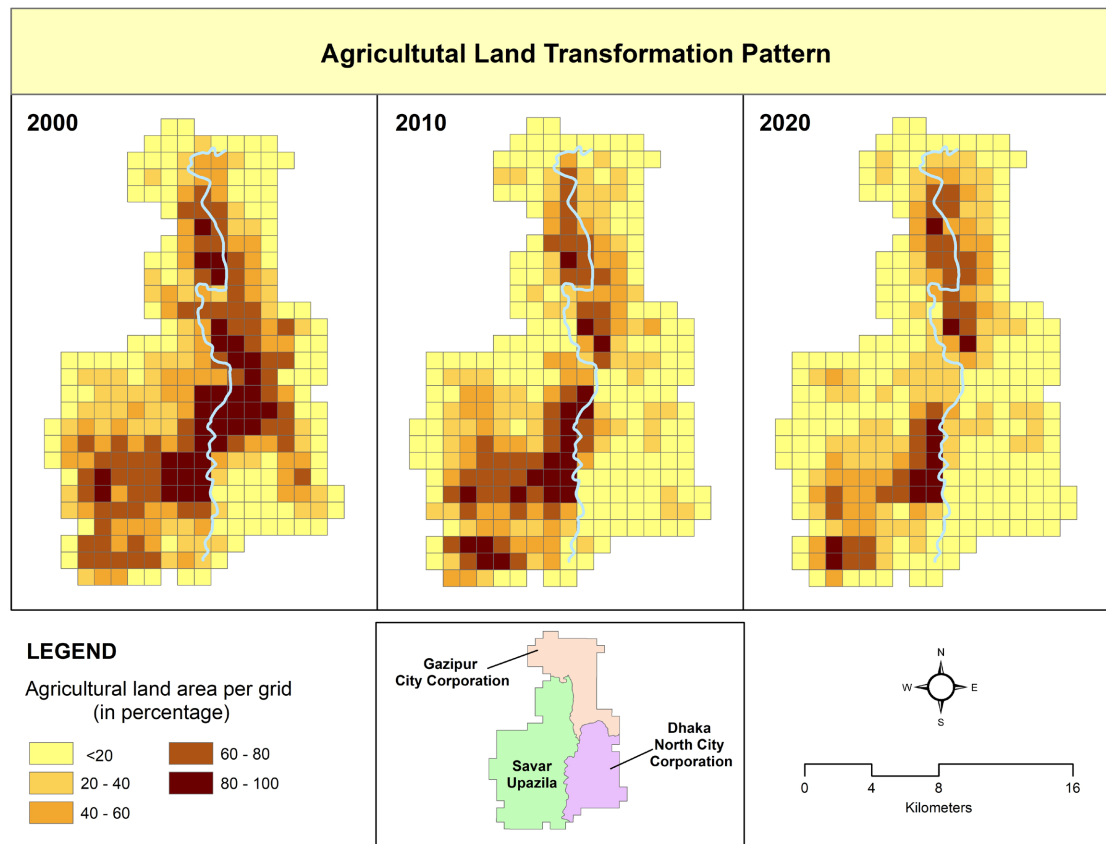 Agricultutal Land Transformation Pattern
2000
2010
2020
LEGEND
Agricultural land area per grid
(in percentage)
<20
20 - 40
40 - 60
60 - 80
80 - 100
Gazipur
City Corporation
Savar
Upazila
Dhaka
North City
Corporation
N
W
E
S
0
4
8
16
Kilometers